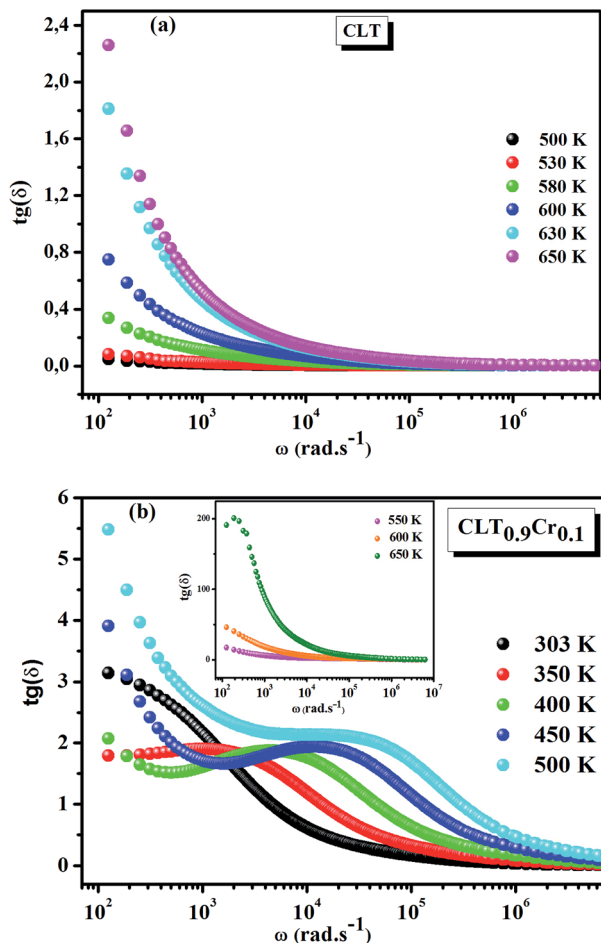 (a)
CLT
2,4
2,0
1,6
1,2
0,8
0,4
0,0
tg(δ)
500 K
530 K
580 K
600 K
630 K
650 K
10² 10³ 10⁴ 10⁵ 10⁶
ω (rad.s⁻¹)
(b)
CLT₀.₉Cr₀.₁
6
5
4
3
2
1
0
tg(δ)
200
100
0
tg(δ)
550 K
600 K
650 K
10² 10³ 10⁴ 10⁵ 10⁶ 10⁷
ω(rad.s⁻¹)
303 K
350 K
400 K
450 K
500 K
10² 10³ 10⁴ 10⁵ 10⁶
ω (rad.s⁻¹)